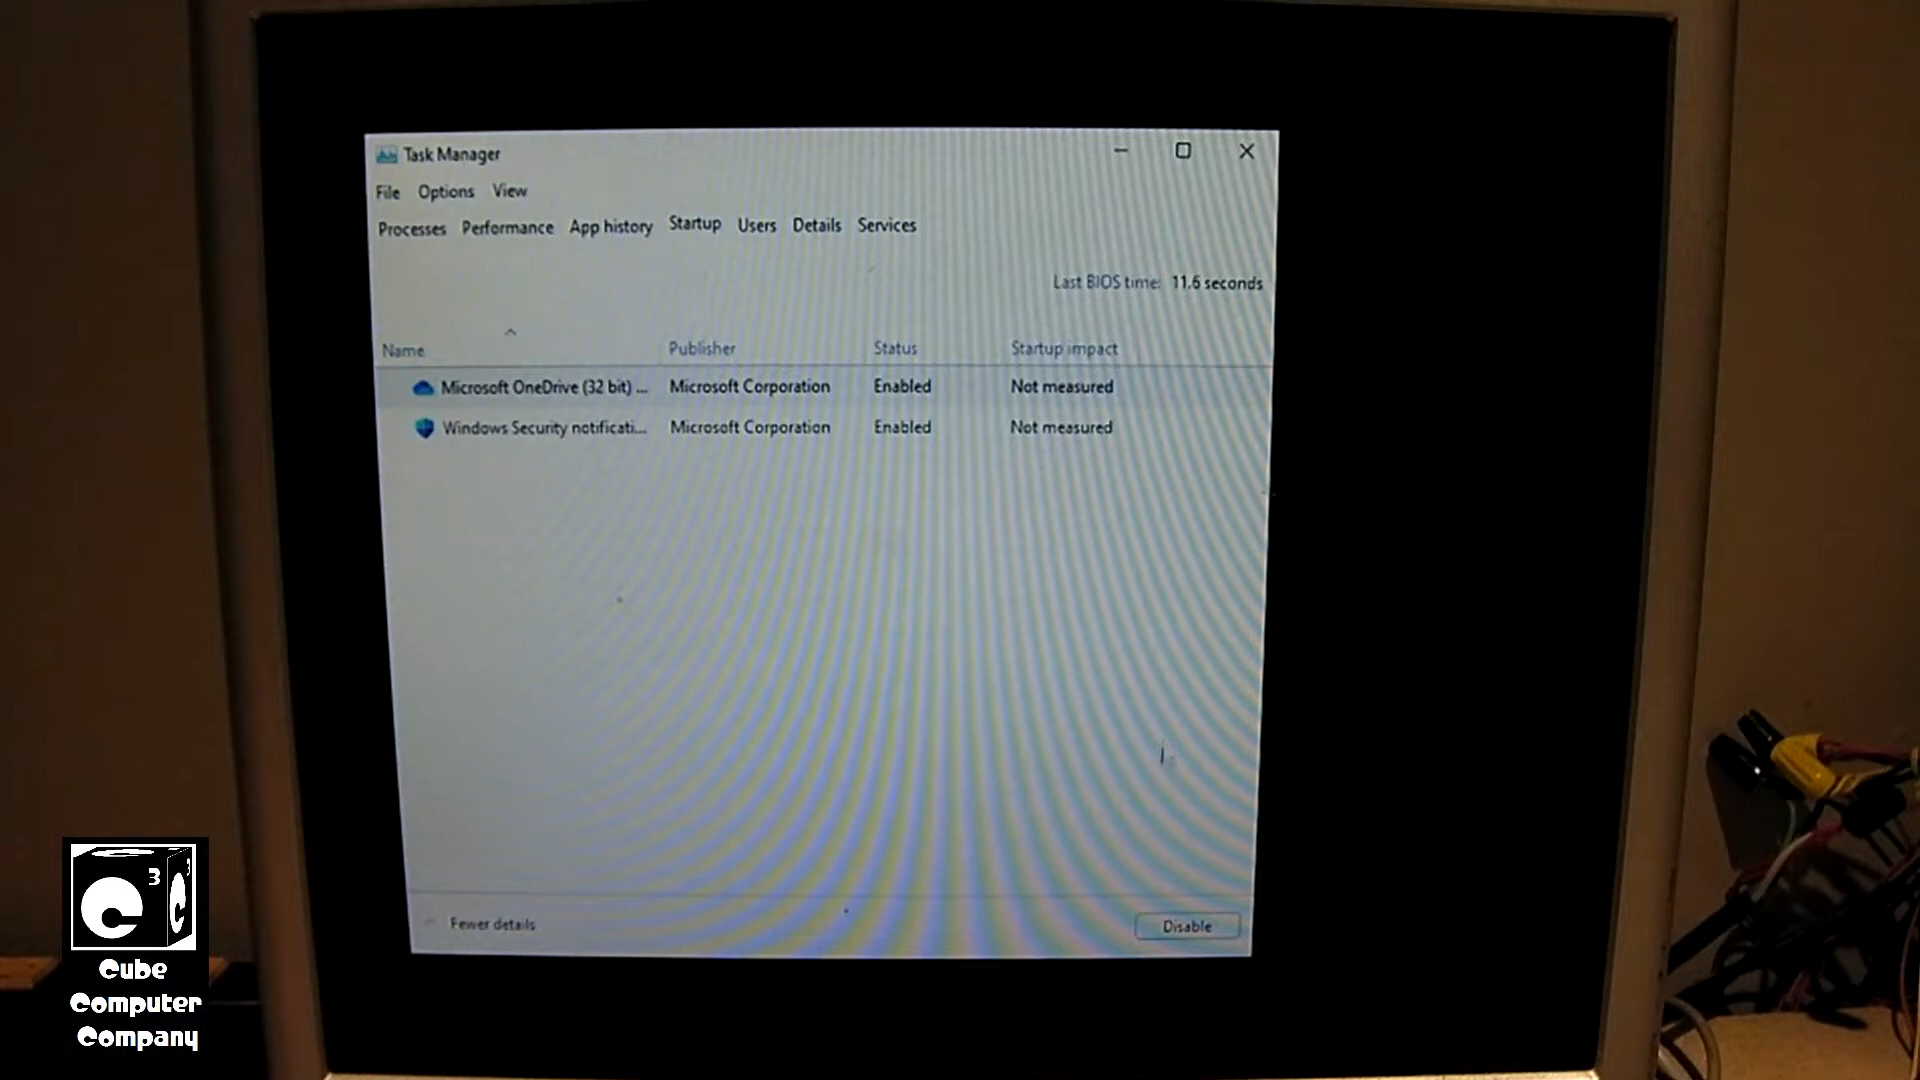 Task Manager
File Options View
Processes Performance App history Startup Users Details Services
Last BIOS time: 11.6 seconds
Name Publisher Status Startup impact
Microsoft OneDrive (32 bit) ... Microsoft Corporation Enabled Not measured
Windows Security notificati... Microsoft Corporation Enabled Not measured
Fewer details Disable
C 3 C 3
Cube
Computer
Company